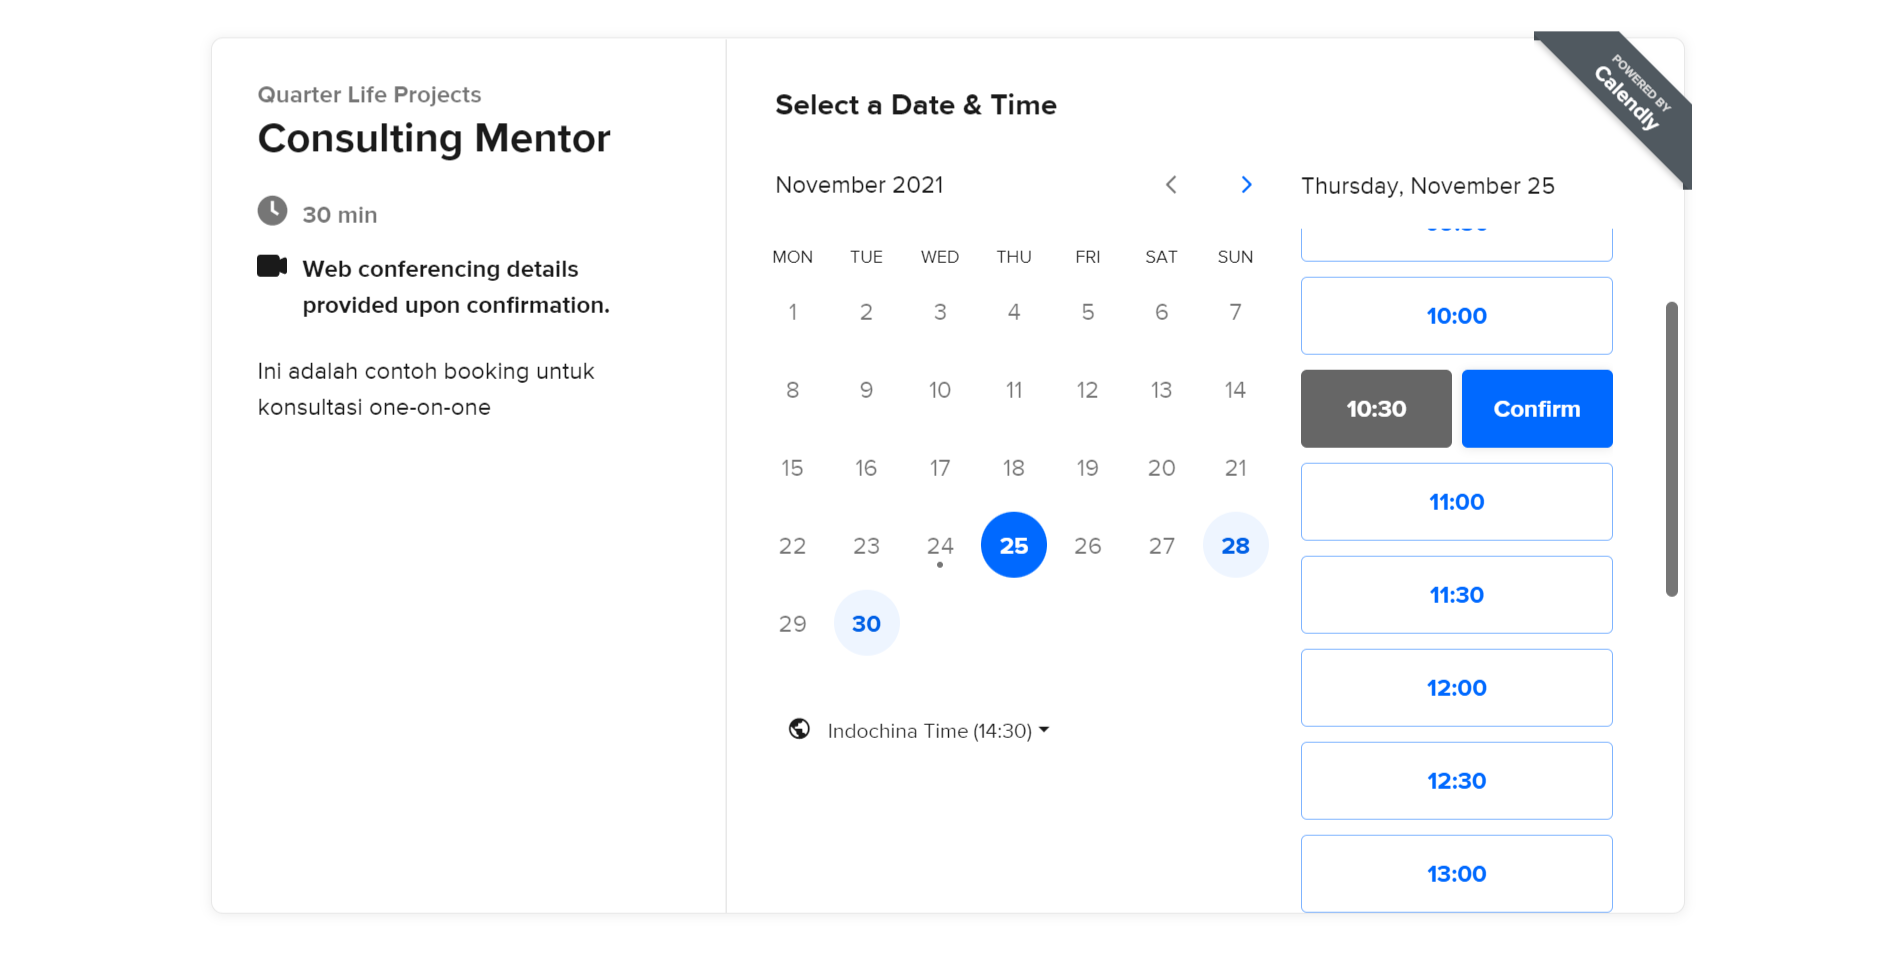 Quarter Life Projects
Consulting Mentor
30 min
Web conferencing details
provided upon confirmation.
Ini adalah contoh booking untuk
konsultasi one-on-one
Select a Date & Time
POWERED BY
Calendly
November 2021
MON TUE WED THU FRI SAT SUN
1 2 3 4 5 6 7
8 9 10 11 12 13 14
15 16 17 18 19 20 21
22 23 24 25 26 27 28
29 30
Indochina Time (14:30)
Thursday, November 25
10:00
10:30 Confirm
11:00
11:30
12:00
12:30
13:00